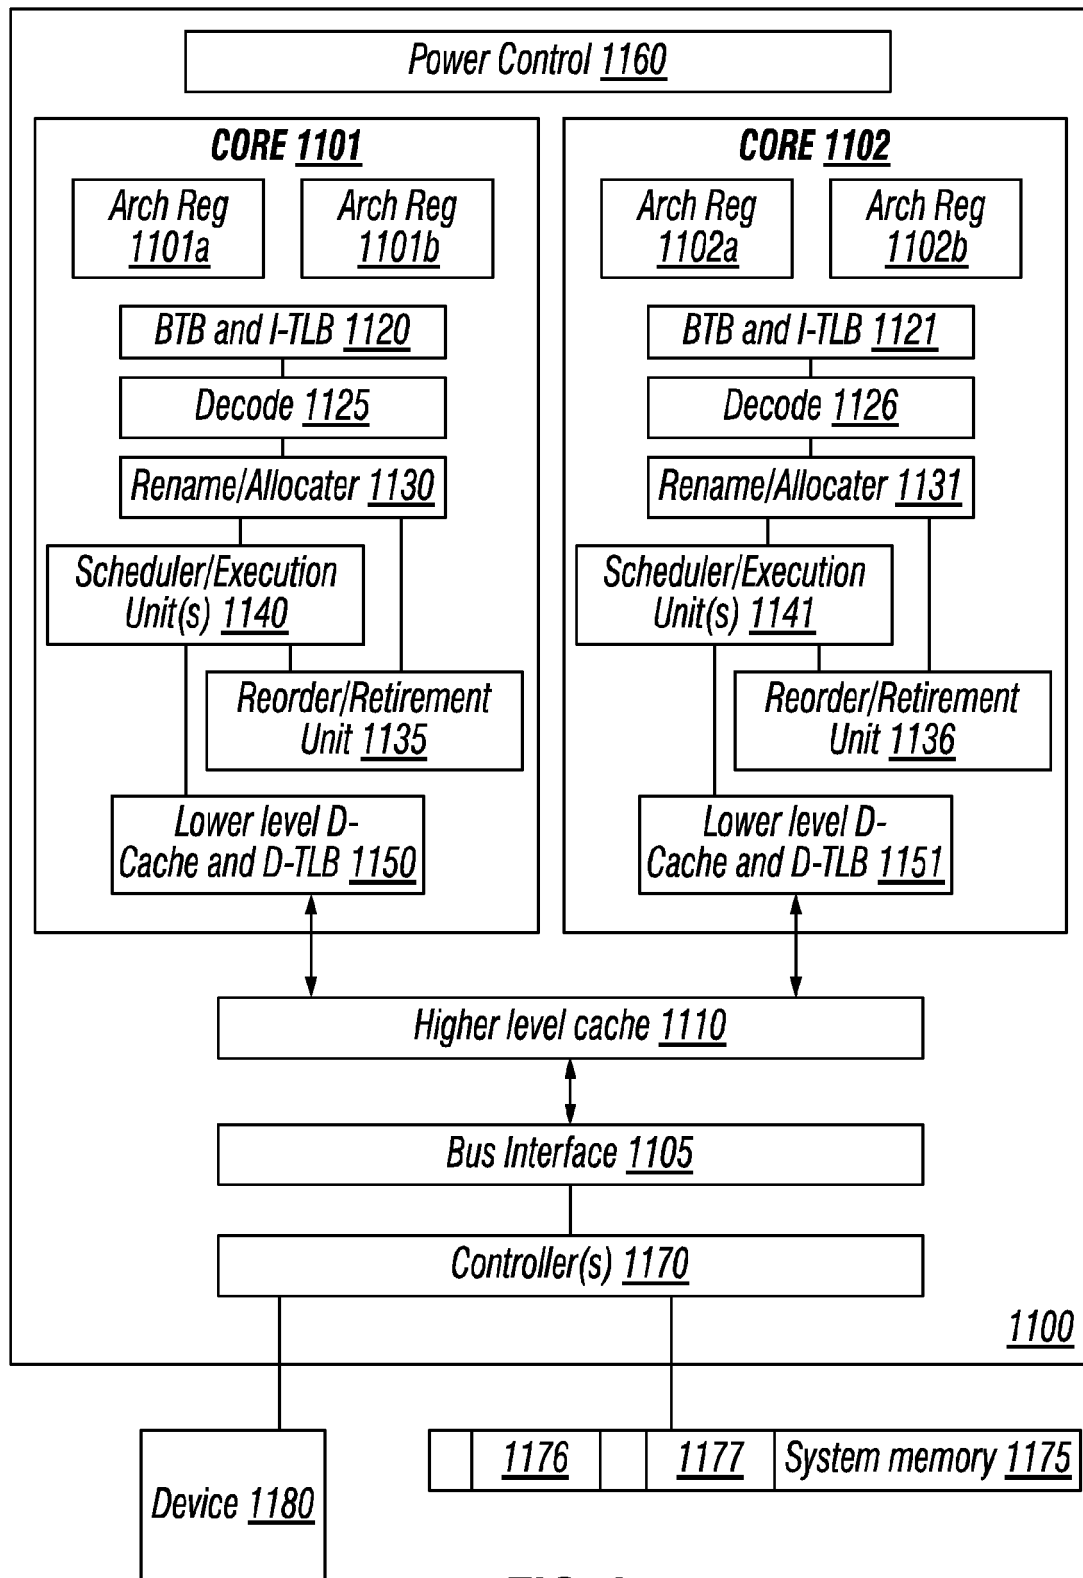 Power Control 1160
CORE 1101
Arch Reg
1101a
Arch Reg
1101b
BTB and I-TLB 1120
Decode 1125
Rename/Allocater 1130
Scheduler/Execution
Unit(s) 1140
Reorder/Retirement
Unit 1135
Lower level D-
Cache and D-TLB 1150
CORE 1102
Arch Reg
1102a
Arch Reg
1102b
BTB and I-TLB 1121
Decode 1126
Rename/Allocater 1131
Scheduler/Execution
Unit(s) 1141
Reorder/Retirement
Unit 1136
Lower level D-
Cache and D-TLB 1151
Higher level cache 1110
Bus Interface 1105
Controller(s) 1170
1100
Device 1180
1176
1177
System memory 1175